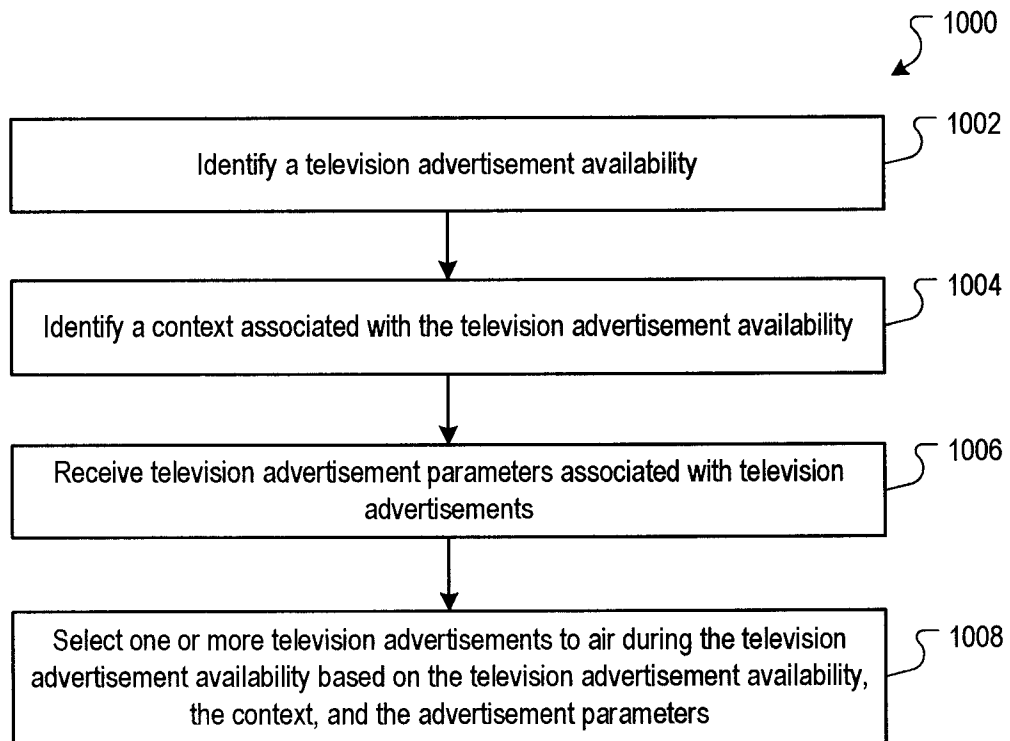 1000
1002
Identify a television advertisement availability
1004
Identify a context associated with the television advertisement availability
1006
Receive television advertisement parameters associated with television
advertisements
1008
Select one or more television advertisements to air during the television
advertisement availability based on the television advertisement availability,
the context, and the advertisement parameters